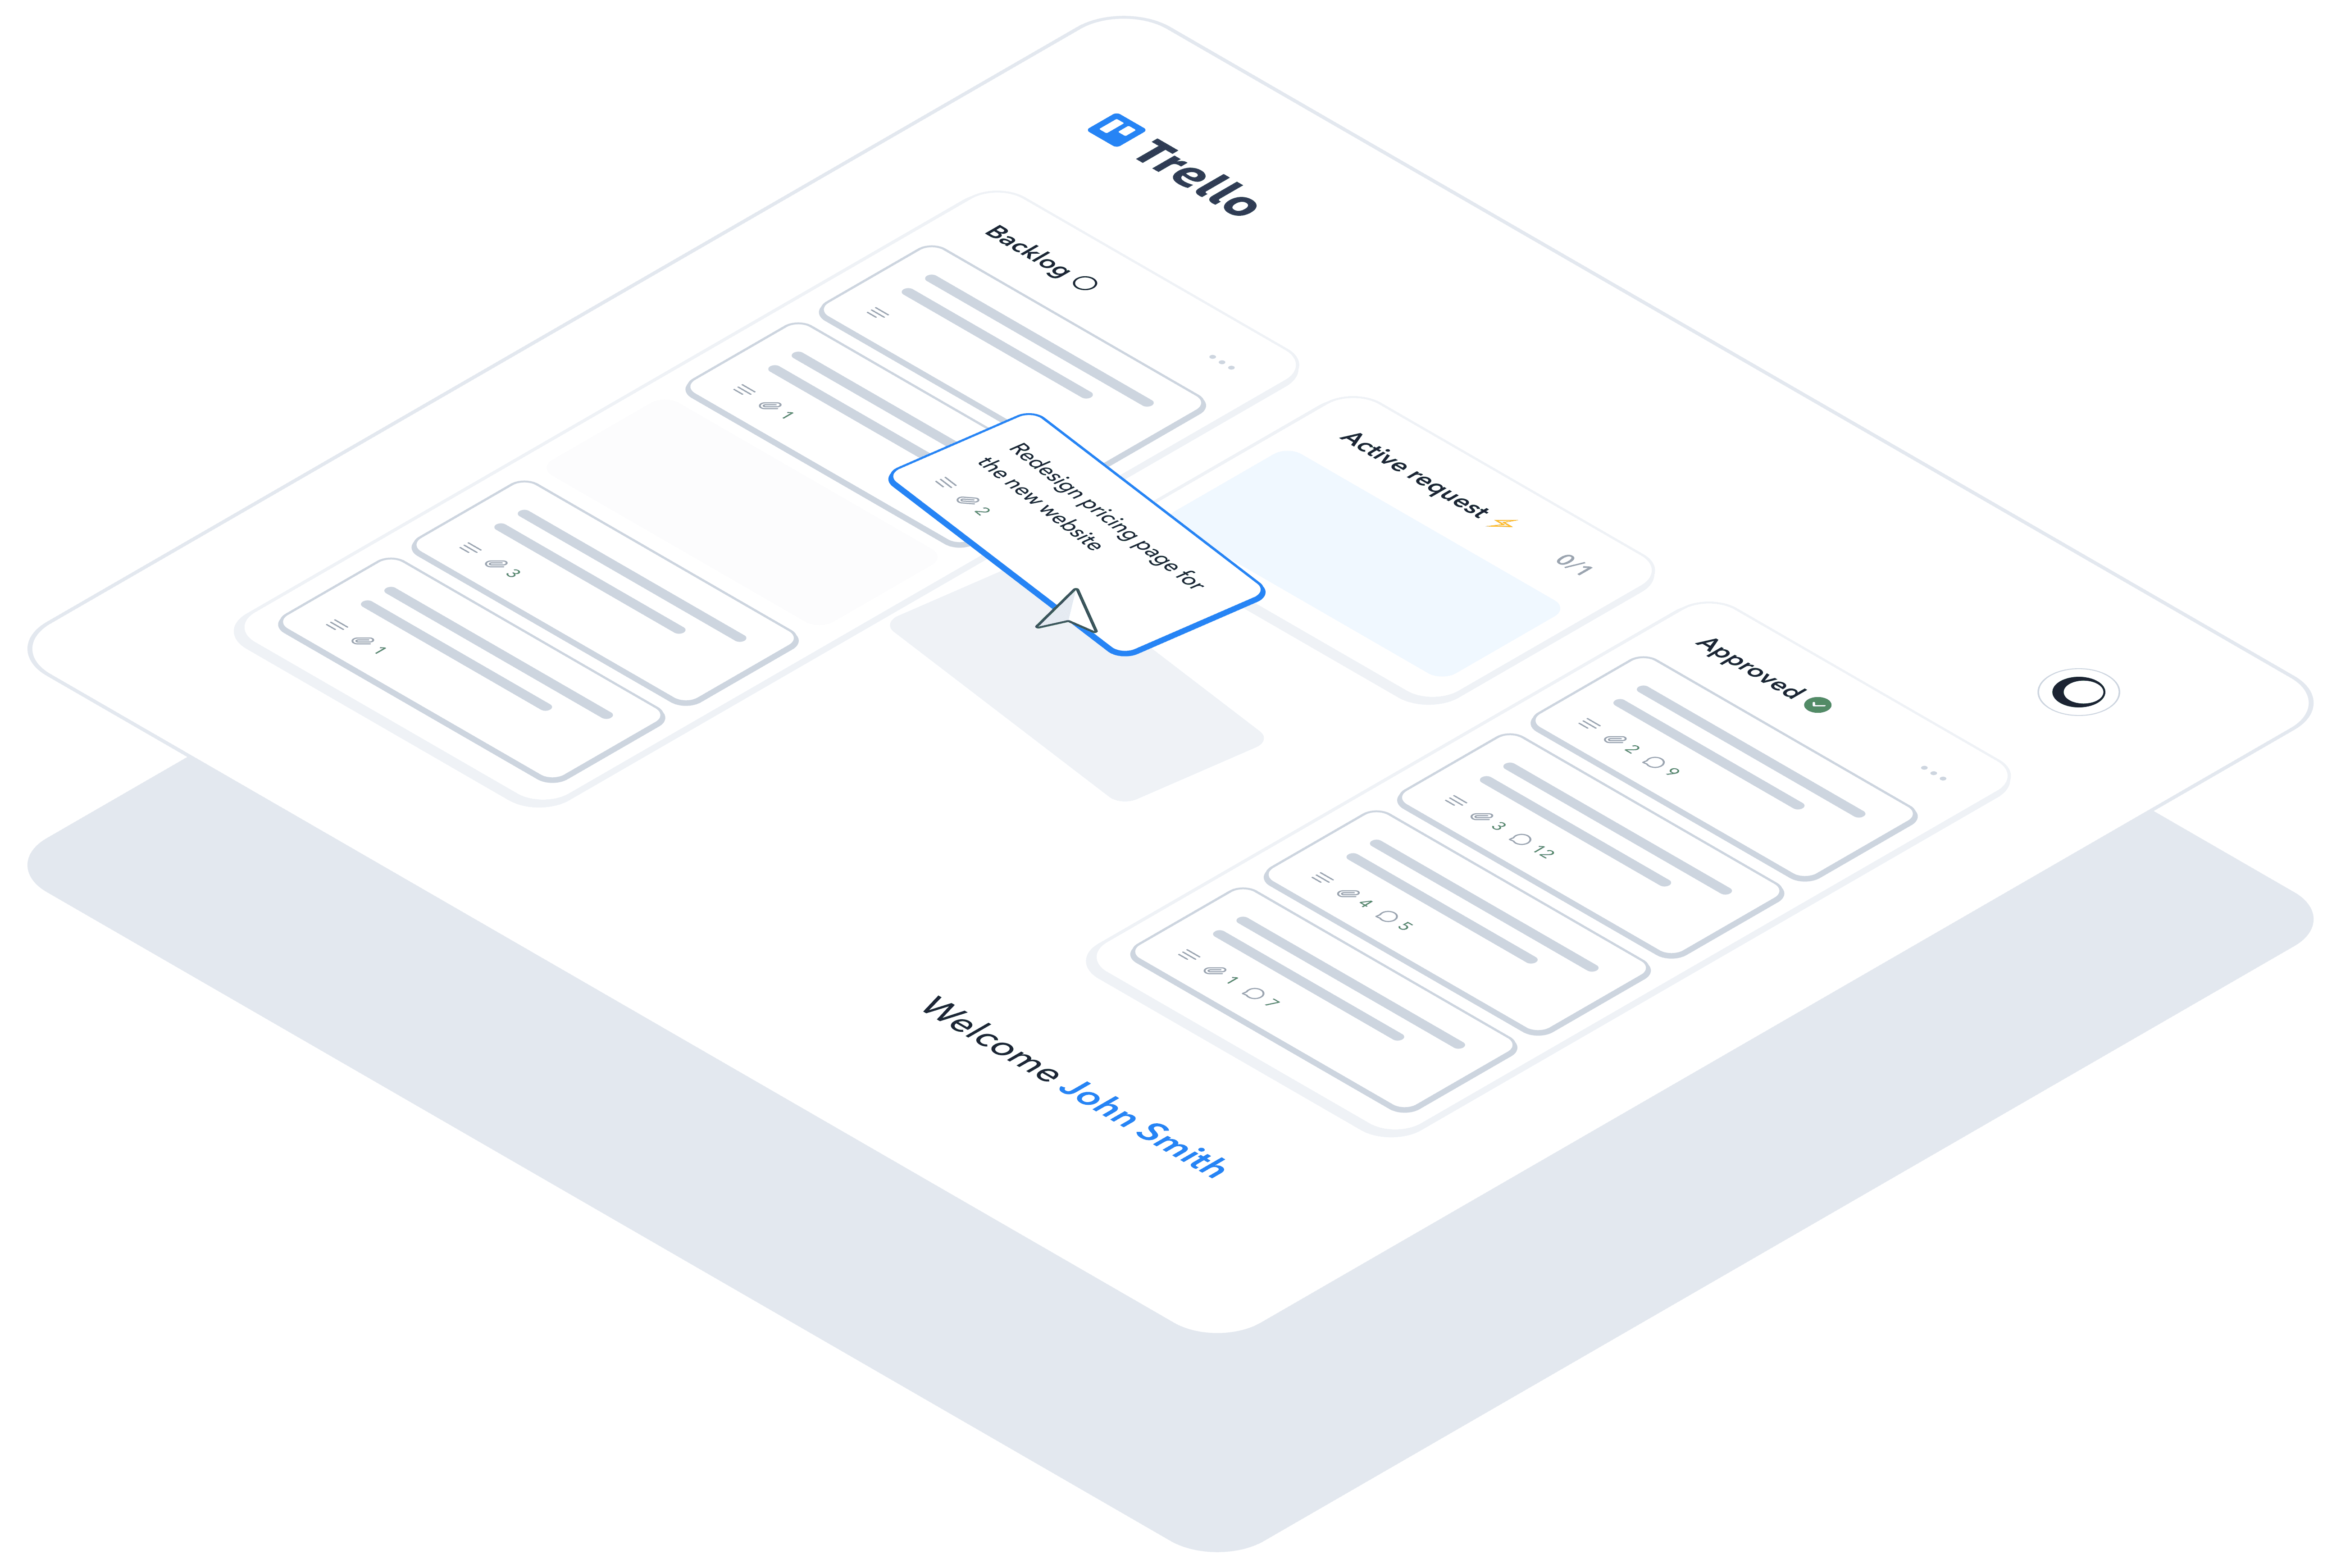 Trello
Backlog
1
3
1
Redesign pricing page for
the new website
2
Active request ⚡
0/1
Approved
2 9
3 12
4 5
1 7
Welcome John Smith